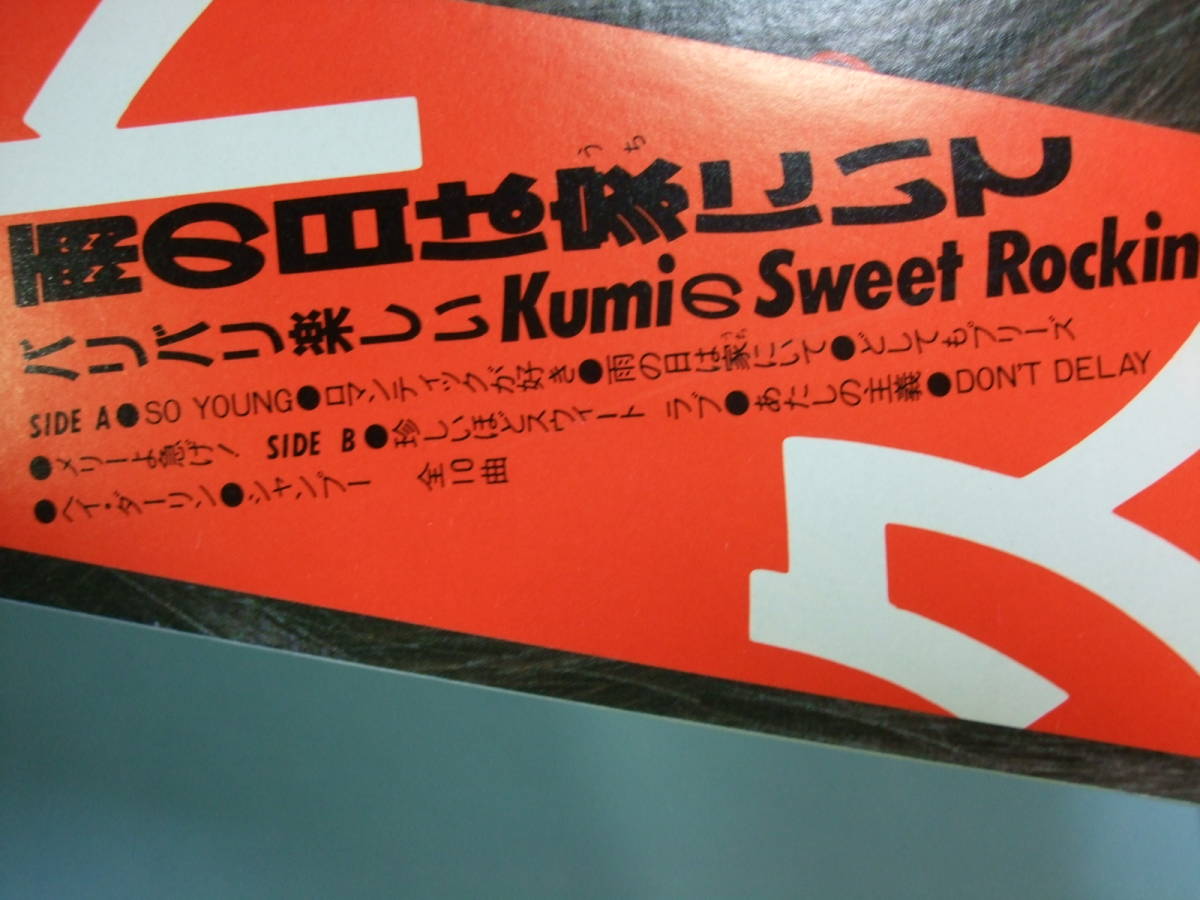 雨の日は家にいて
うち
バリバリ楽しいKumiのSweet Rockin
SIDE A●SO YOUNG●ロマンティックが好き●雨の日は家にいて●どしてもプリーズ
●メリーよ急げ! SIDE B●珍しいほどスウィート ラブ●あたしの主義●DON'T DELAY
●ヘイ・ダーリン●シャンプー 全10曲